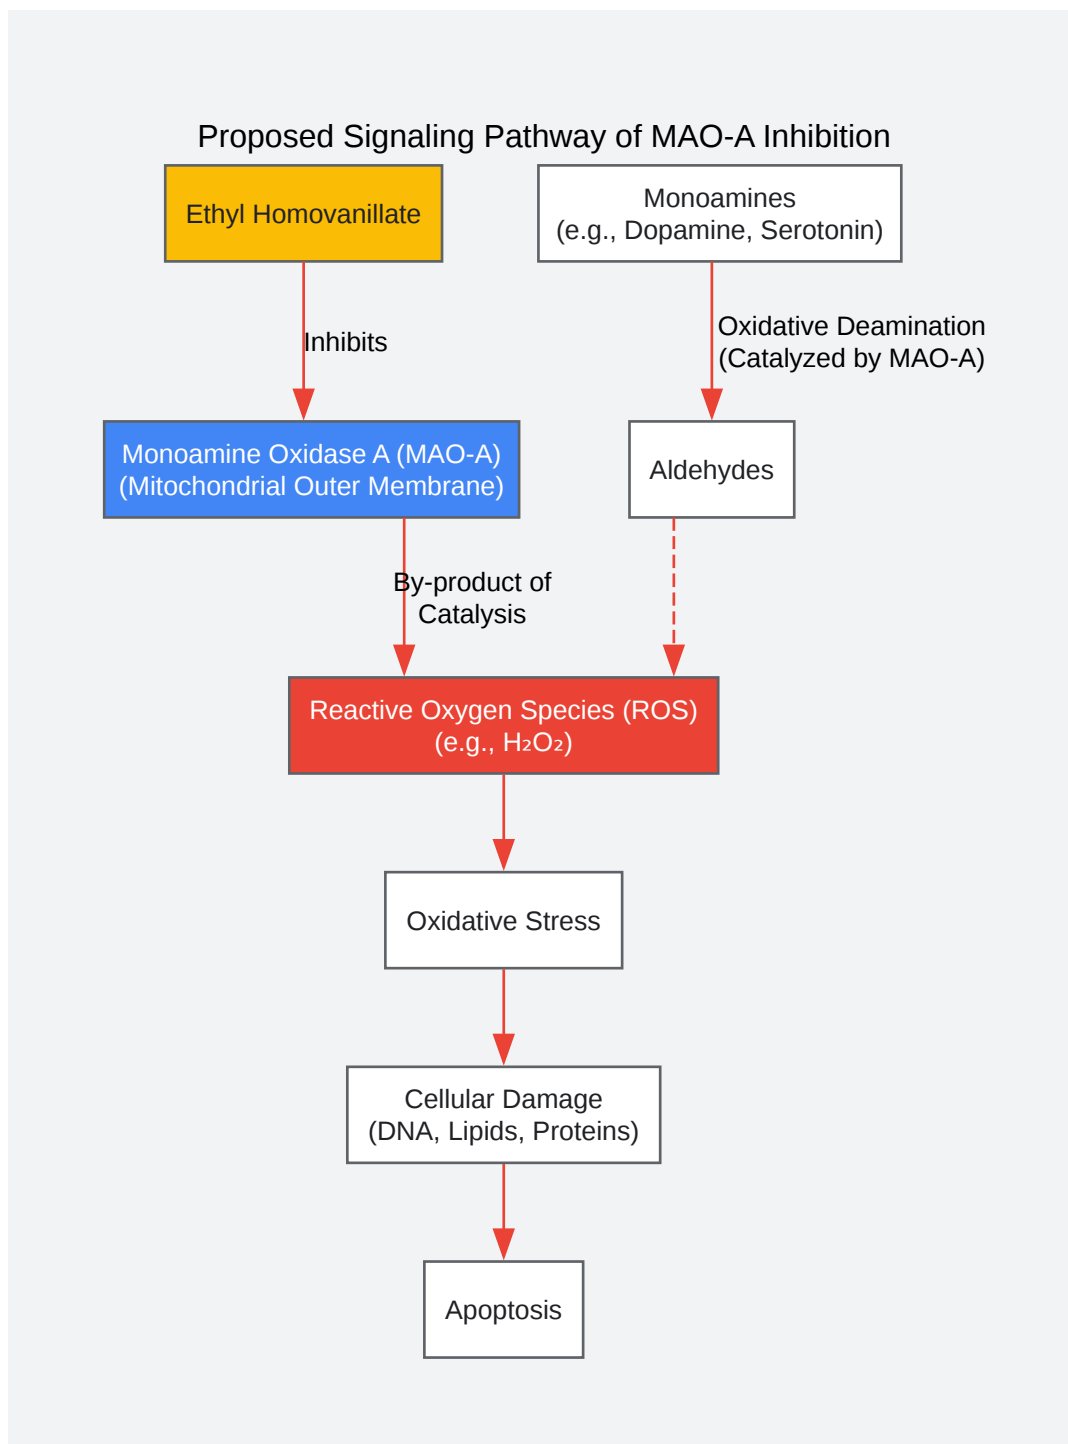 Proposed Signaling Pathway of MAO-A Inhibition
Ethyl Homovanillate
Monoamines
(e.g., Dopamine, Serotonin)
Inhibits
Oxidative Deamination
(Catalyzed by MAO-A)
Monoamine Oxidase A (MAO-A)
(Mitochondrial Outer Membrane)
Aldehydes
By-product of
Catalysis
Reactive Oxygen Species (ROS)
(e.g., H₂O₂)
Oxidative Stress
Cellular Damage
(DNA, Lipids, Proteins)
Apoptosis